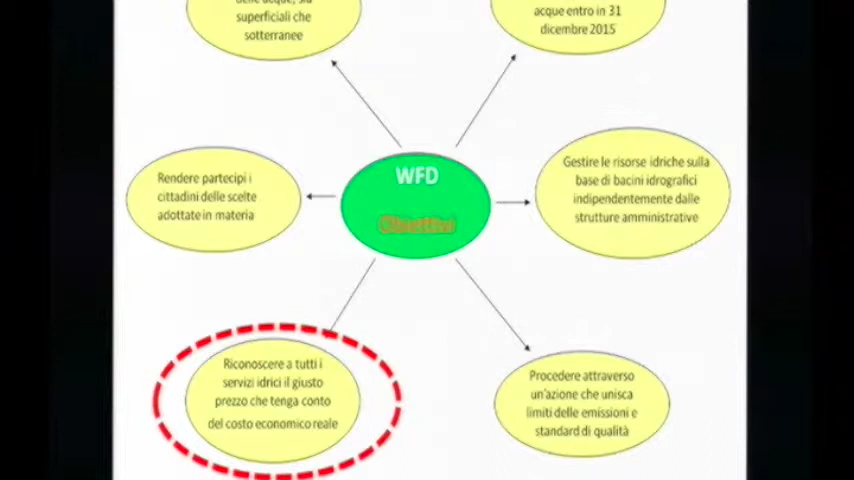 superficiali che
sotterranee
acque entro in 31
dicembre 2015
WFD
Obiettivi
Rendere partecipi i
cittadini delle scelte
adottate in materia
Gestire le risorse idriche sulla
base di bacini idrografici
indipendentemente dalle
strutture amministrative
Riconoscere a tutti i
servizi idrici il giusto
prezzo che tenga conto
del costo economico reale
Procedere attraverso
un'azione che unisca
limiti delle emissioni e
standard di qualità